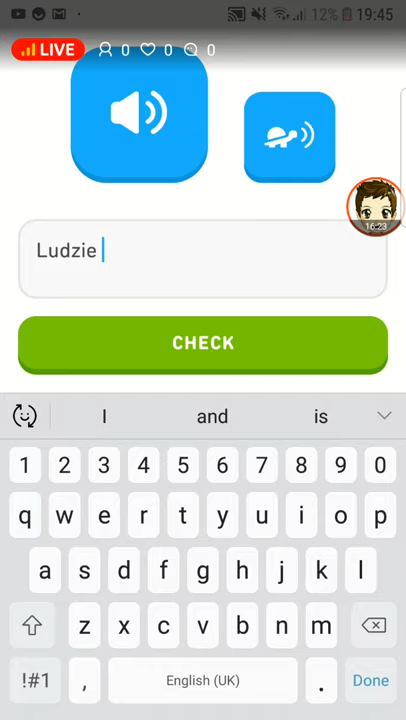 12% 19:45
LIVE 0 0 0
16:23
Ludzie
CHECK
I and is
1 2 3 4 5 6 7 8 9 0
q w e r t y u i o p
a s d f g h j k l
z x c v b n m
!#1 , English (UK) . Done